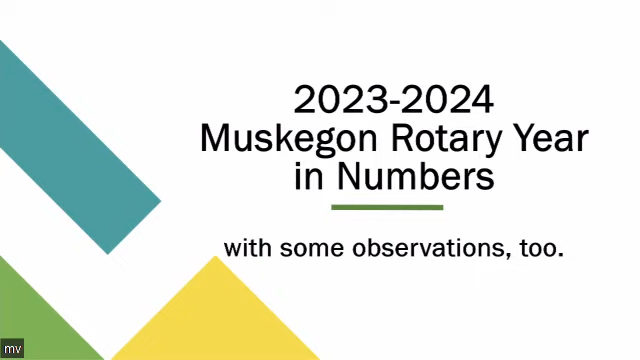 2023-2024
Muskegon Rotary Year
in Numbers
with some observations, too.
mv